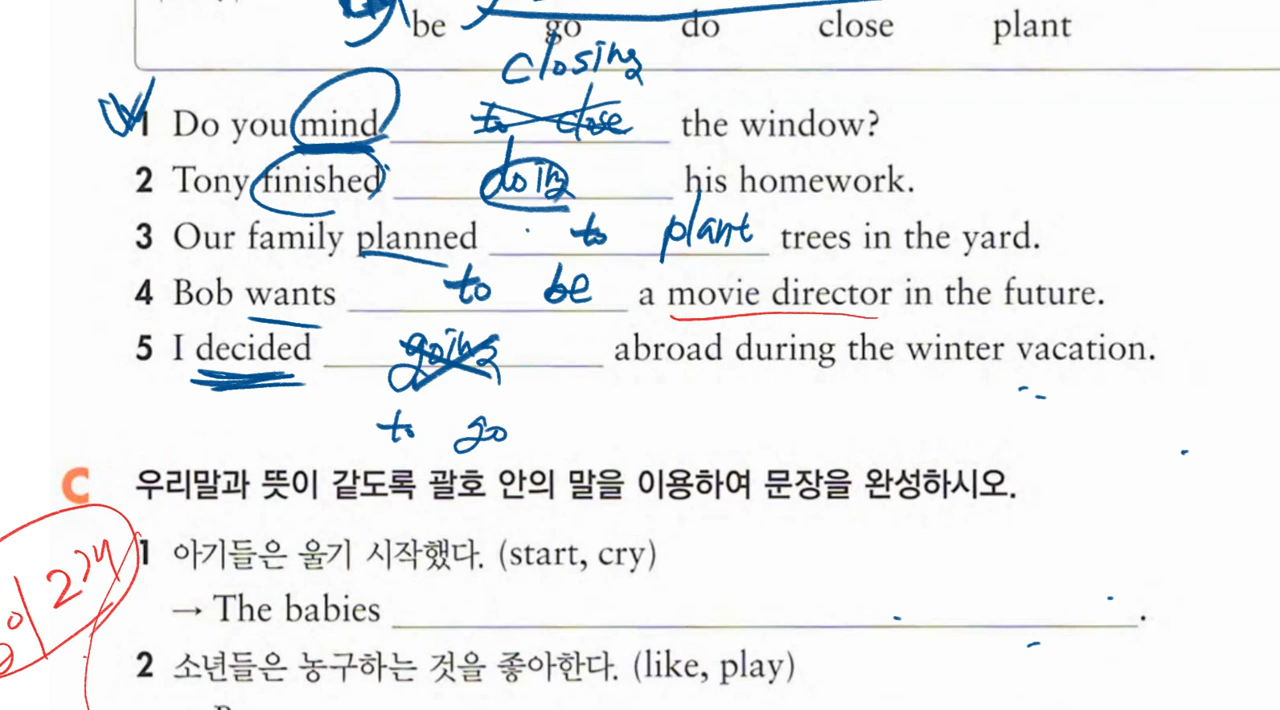 be go do close plant
closing
1 Do you mind to close the window?
2 Tony finished doing his homework.
3 Our family planned to plant trees in the yard.
4 Bob wants to be a movie director in the future.
5 I decided going abroad during the winter vacation.
to go
C 우리말과 뜻이 같도록 괄호 안의 말을 이용하여 문장을 완성하시오.
1 아기들은 울기 시작했다. (start, cry)
→ The babies .
2 소년들은 농구하는 것을 좋아한다. (like, play)